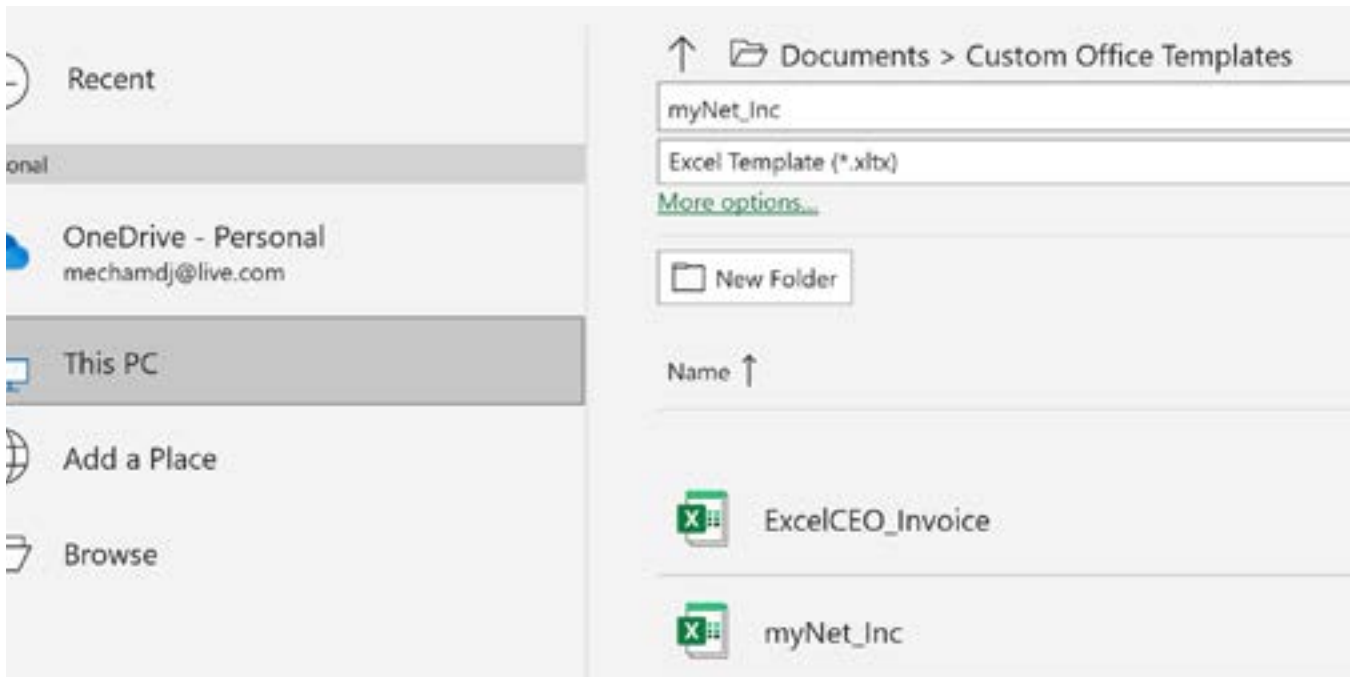 Recent
onal
OneDrive - Personal
mechamdj@live.com
This PC
Add a Place
Browse
Documents > Custom Office Templates
myNet_Inc
Excel Template (*.xltx)
More options...
New Folder
Name ↑
ExcelCEO_Invoice
myNet_Inc